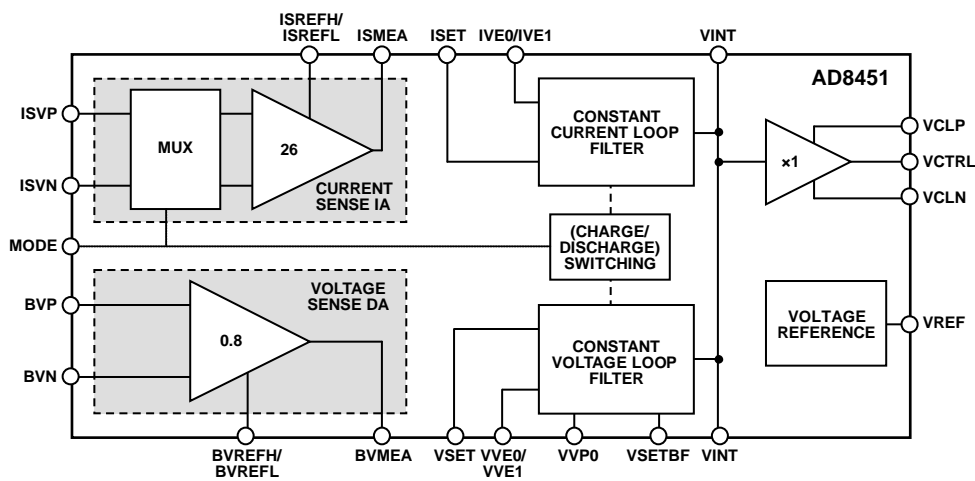 ISREFH/
ISREFL
ISMEA
ISET
IVE0/IVE1
VINT
AD8451
ISVP
ISVN
MUX
26
CURRENT
SENSE IA
CONSTANT
CURRENT LOOP
FILTER
×1
VCLP
VCTRL
VCLN
MODE
(CHARGE/
DISCHARGE)
SWITCHING
BVP
BVN
VOLTAGE
SENSE DA
0.8
CONSTANT
VOLTAGE LOOP
FILTER
VOLTAGE
REFERENCE
VREF
BVREFH/
BVREFL
BVMEA
VSET
VVE0/
VVE1
VVP0
VSETBF
VINT